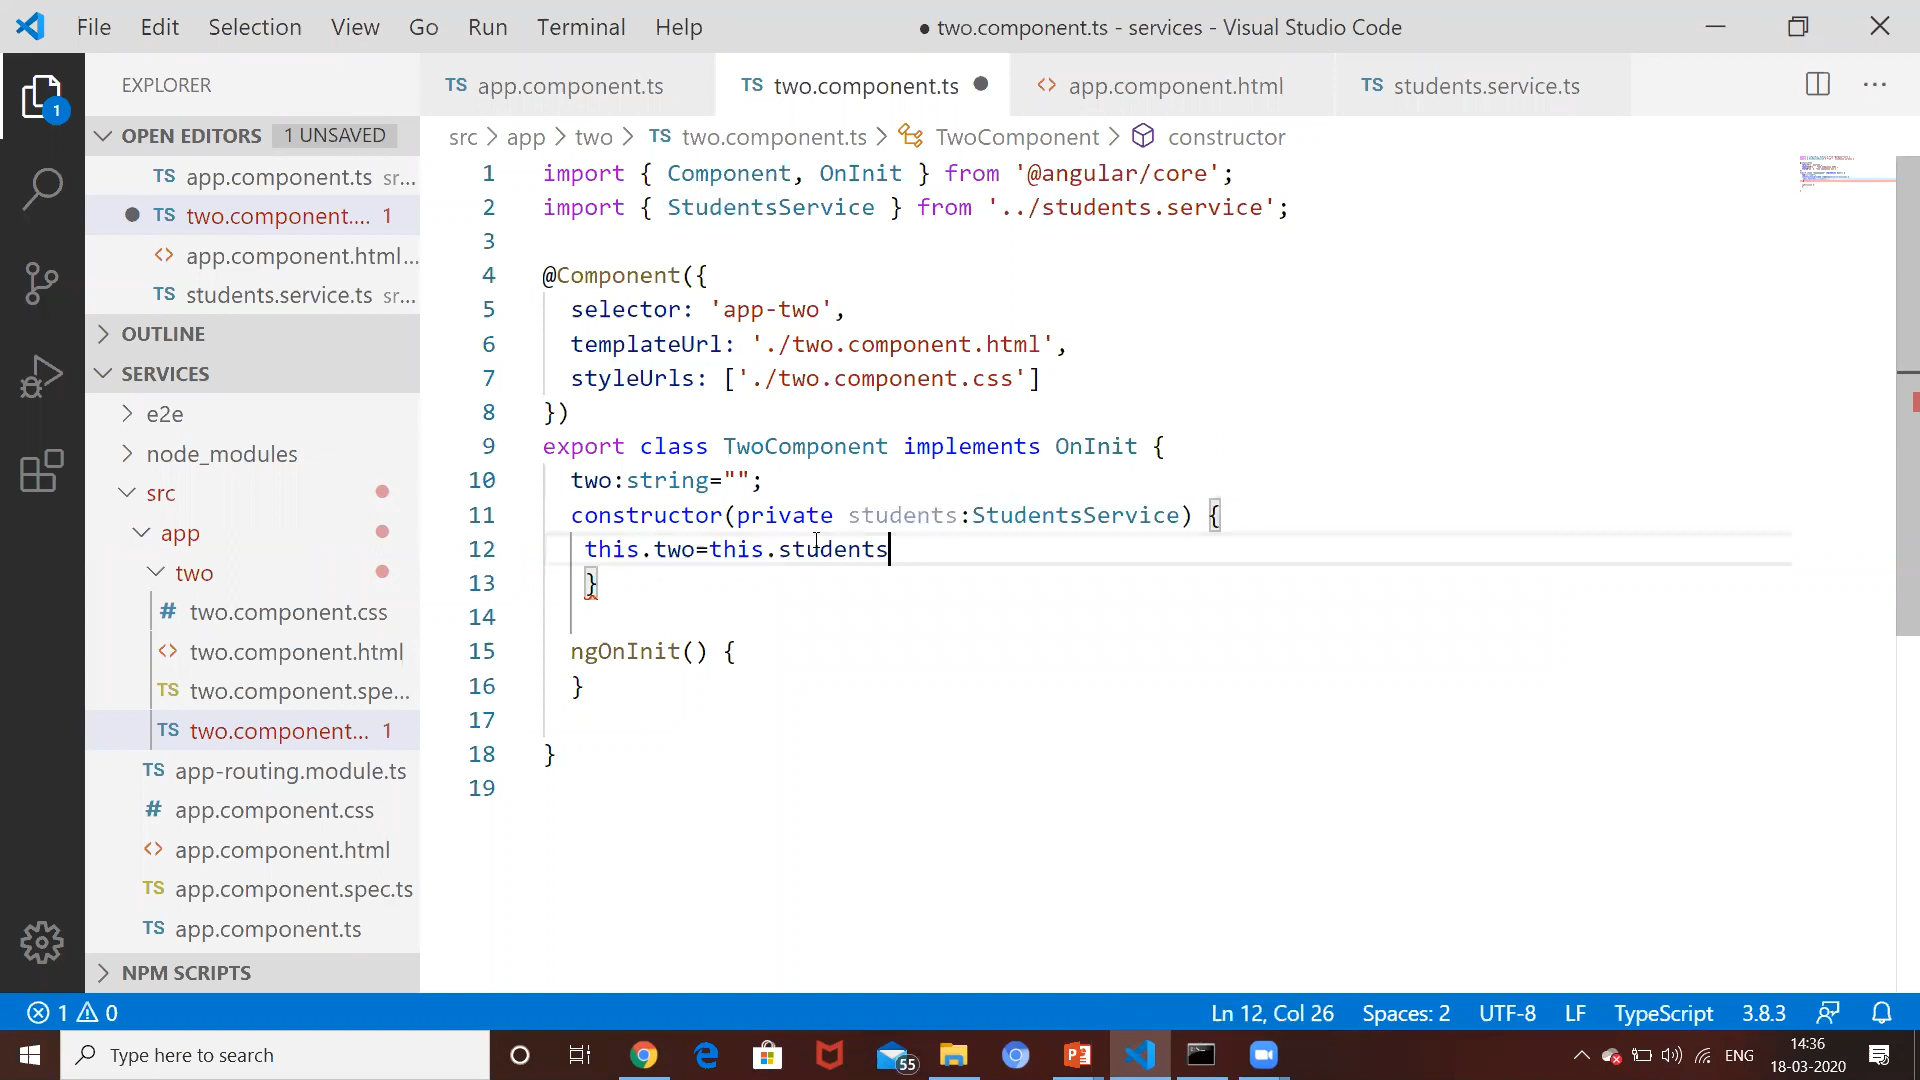 File Edit Selection View Go Run Terminal Help ● two.component.ts - services - Visual Studio Code
EXPLORER
TS app.component.ts TS two.component.ts ● <> app.component.html TS students.service.ts
OPEN EDITORS 1 UNSAVED
TS app.component.ts sr...
TS two.component.... 1
<> app.component.html...
TS students.service.ts sr...
OUTLINE
SERVICES
e2e
node_modules
src
app
two
# two.component.css
<> two.component.html
TS two.component.spe...
TS two.component... 1
TS app-routing.module.ts
# app.component.css
<> app.component.html
TS app.component.spec.ts
TS app.component.ts
NPM SCRIPTS
1
src > app > two > TS two.component.ts > TwoComponent > constructor
1 import { Component, OnInit } from '@angular/core';
2 import { StudentsService } from '../students.service';
3
4 @Component({
5 selector: 'app-two',
6 templateUrl: './two.component.html',
7 styleUrls: ['./two.component.css']
8 })
9 export class TwoComponent implements OnInit {
10 two:string="";
11 constructor(private students:StudentsService) {
12 this.two=this.students
13 }
14
15 ngOnInit() {
16 }
17
18 }
19
1 0 Ln 12, Col 26 Spaces: 2 UTF-8 LF TypeScript 3.8.3
Type here to search 55 ENG 14:36
18-03-2020